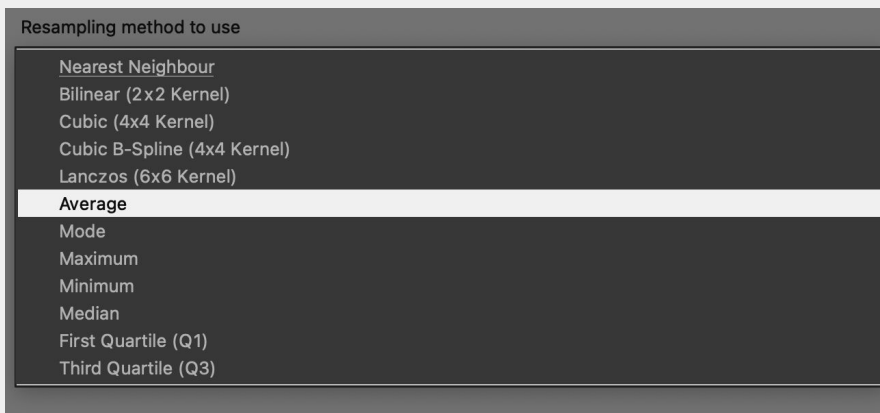 Resampling method to use
Nearest Neighbour
Bilinear (2x2 Kernel)
Cubic (4x4 Kernel)
Cubic B-Spline (4x4 Kernel)
Lanczos (6x6 Kernel)
Average
Mode
Maximum
Minimum
Median
First Quartile (Q1)
Third Quartile (Q3)